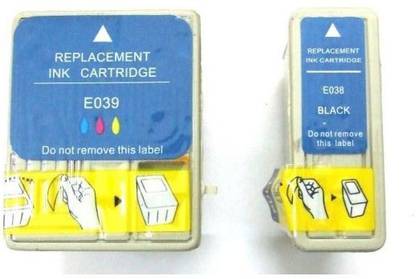 REPLACEMENT
INK CARTRIDGE
E039
Do not remove this label
REPLACEMENT
INK CARTRIDGE
E038
BLACK
Do not remove
this label